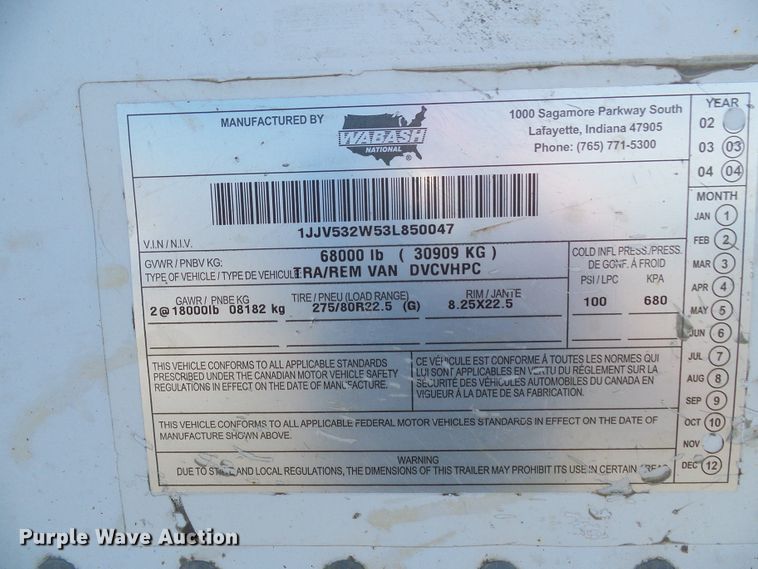 MANUFACTURED BY
WABASH
NATIONAL
1000 Sagamore Parkway South
Lafayette, Indiana 47905
Phone: (765) 771-5300
1JJV532W53L850047
V.I.N / N.I.V.
GVWR / PNBV KG: 68000 lb ( 30909 KG )
TYPE OF VEHICLE / TYPE DE VEHICULE TRA/REM VAN DVCVHPC
COLD INFL PRESS/PRESS.
DE GONF. À FROID
PSI / LPC KPA
GAWR / PNBE KG TIRE / PNEU (LOAD RANGE) RIM / JANTE
2@18000lb 08182 kg 275/80R22.5 (G) 8.25X22.5 100 680
THIS VEHICLE CONFORMS TO ALL APPLICABLE STANDARDS
PRESCRIBED UNDER THE CANADIAN MOTOR VEHICLE SAFETY
REGULATIONS IN EFFECT ON THE DATE OF MANUFACTURE.
CE VÉHICULE EST CONFORME À TOUTES LES NORMES QUI
LUI SONT APPLICABLES EN VERTU DU RÈGLEMENT SUR LA
SÉCURITÉ DES VÉHICULES AUTOMOBILES DU CANADA EN
VIGUEUR À LA DATE DE SA FABRICATION.
THIS VEHICLE CONFORMS TO ALL APPLICABLE FEDERAL MOTOR VEHICLES STANDARDS IN EFFECT ON THE DATE OF
MANUFACTURE SHOWN ABOVE.
WARNING
DUE TO STATE AND LOCAL REGULATIONS, THE DIMENSIONS OF THIS TRAILER MAY PROHIBIT ITS USE IN CERTAIN AREAS
YEAR
02
03 03
04 04
MONTH
JAN 1
FEB 2
MAR 3
APR 4
MAY 5
JUN 6
JUL 7
AUG 8
SEP 9
OCT 10
NOV
DEC 12
Purple Wave Auction